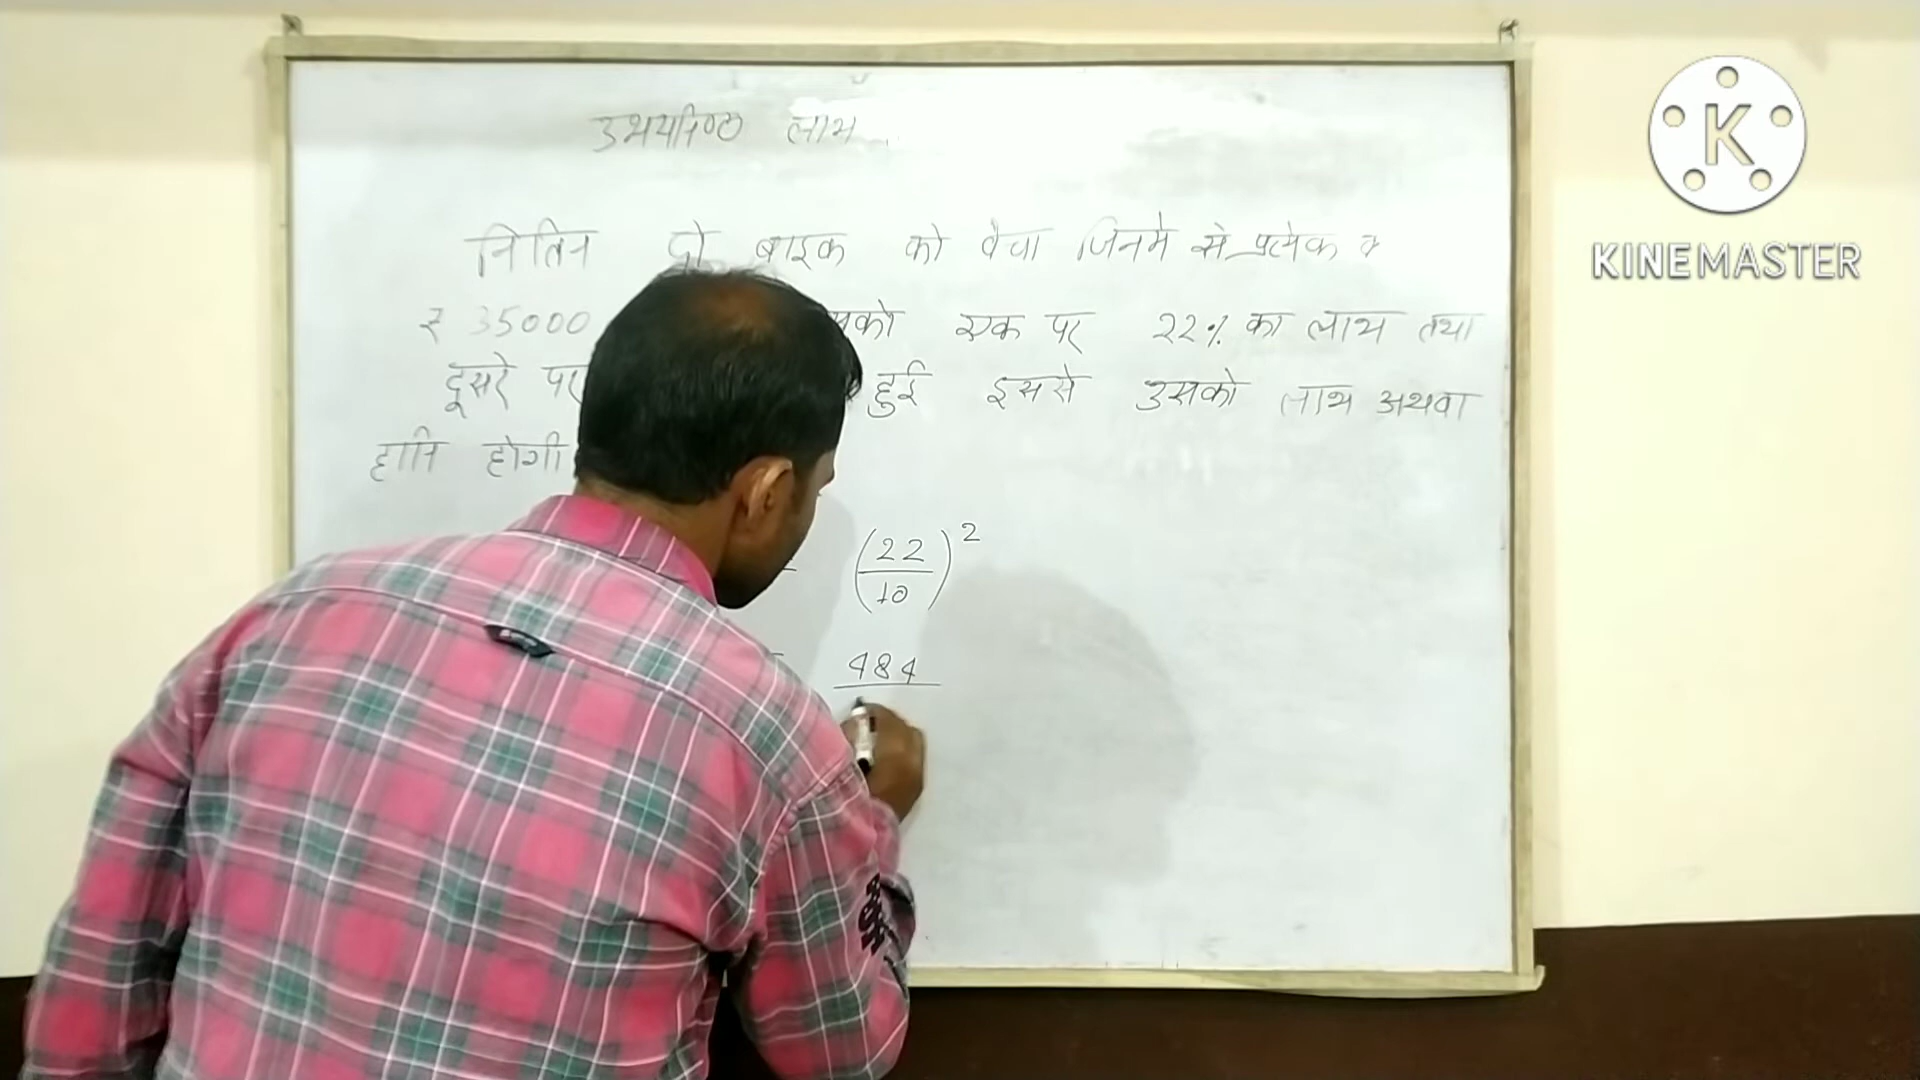 उभयनिष्ठ लाभ
नितिन दो बाइक को वेचा जिनमे से प्रत्येक
₹ 35000 एक पर 22% का लाभ तथा
दूसरे पर हुई इससे उसको लाभ अथवा
हानि होगी
(22/10)²
484
K
KINEMASTER